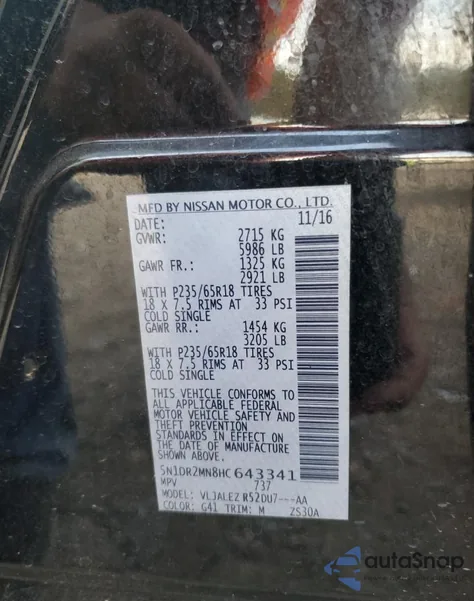 MFD BY NISSAN MOTOR CO., LTD.
DATE: 11/16
GVWR: 2715 KG
5986 LB
GAWR FR.: 1325 KG
2921 LB
WITH P235/65R18 TIRES
18 X 7.5 RIMS AT 33 PSI
COLD SINGLE
GAWR RR.: 1454 KG
3205 LB
WITH P235/65R18 TIRES
18 X 7.5 RIMS AT 33 PSI
COLD SINGLE
THIS VEHICLE CONFORMS TO
ALL APPLICABLE FEDERAL
MOTOR VEHICLE SAFETY AND
THEFT PREVENTION
STANDARDS IN EFFECT ON
THE DATE OF MANUFACTURE
SHOWN ABOVE.
5N1DR2MN8HC643341
MPV 737
MODEL: VLJALEZ R52DU7---AA
COLOR: G41 TRIM: M ZS30A
autoSnap